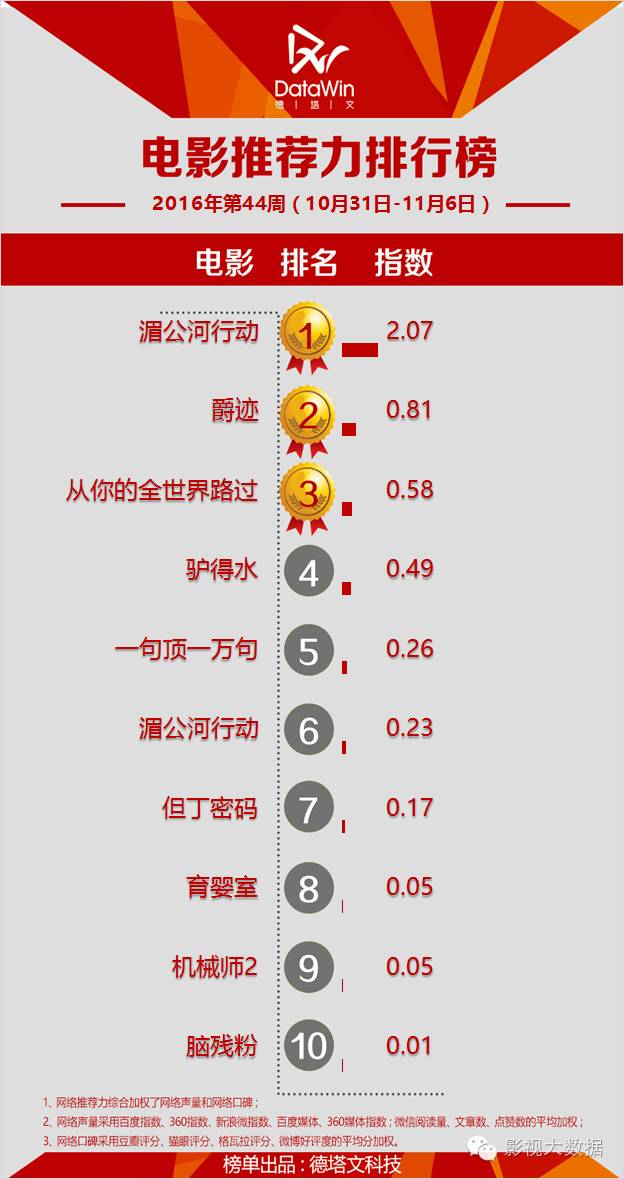 DataWin
德 | 塔 | 文
电影推荐力排行榜
2016年第44周（10月31日-11月6日）
电影 排名 指数
湄公河行动 1 2.07
爵迹 2 0.81
从你的全世界路过 3 0.58
驴得水 4 0.49
一句顶一万句 5 0.26
湄公河行动 6 0.23
但丁密码 7 0.17
育婴室 8 0.05
机械师2 9 0.05
脑残粉 10 0.01
1、网络推荐力综合加权了网络声量和网络口碑；
2、网络声量采用百度指数、360指数、新浪微指数、百度媒体、360媒体指数；微信阅读量、文章数、点赞数的平均加权；
3、网络口碑采用豆瓣评分、猫眼评分、格瓦拉评分、微博好评度的平均分加权。
影视大数据
榜单出品：德塔文科技